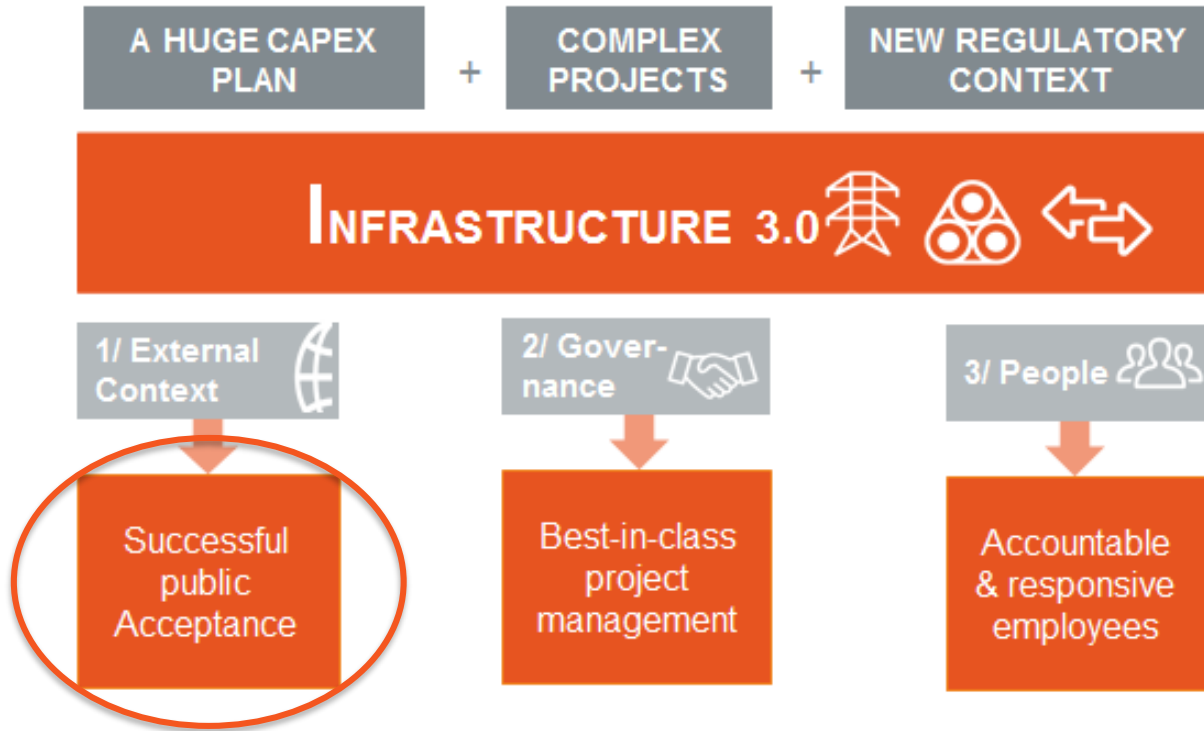 A HUGE CAPEX
PLAN
+
COMPLEX
PROJECTS
+
NEW REGULATORY
CONTEXT
INFRASTRUCTURE 3.0
1/ External
Context
2/ Gover-
nance
3/ People
Successful
public
Acceptance
Best-in-class
project
management
Accountable
& responsive
employees